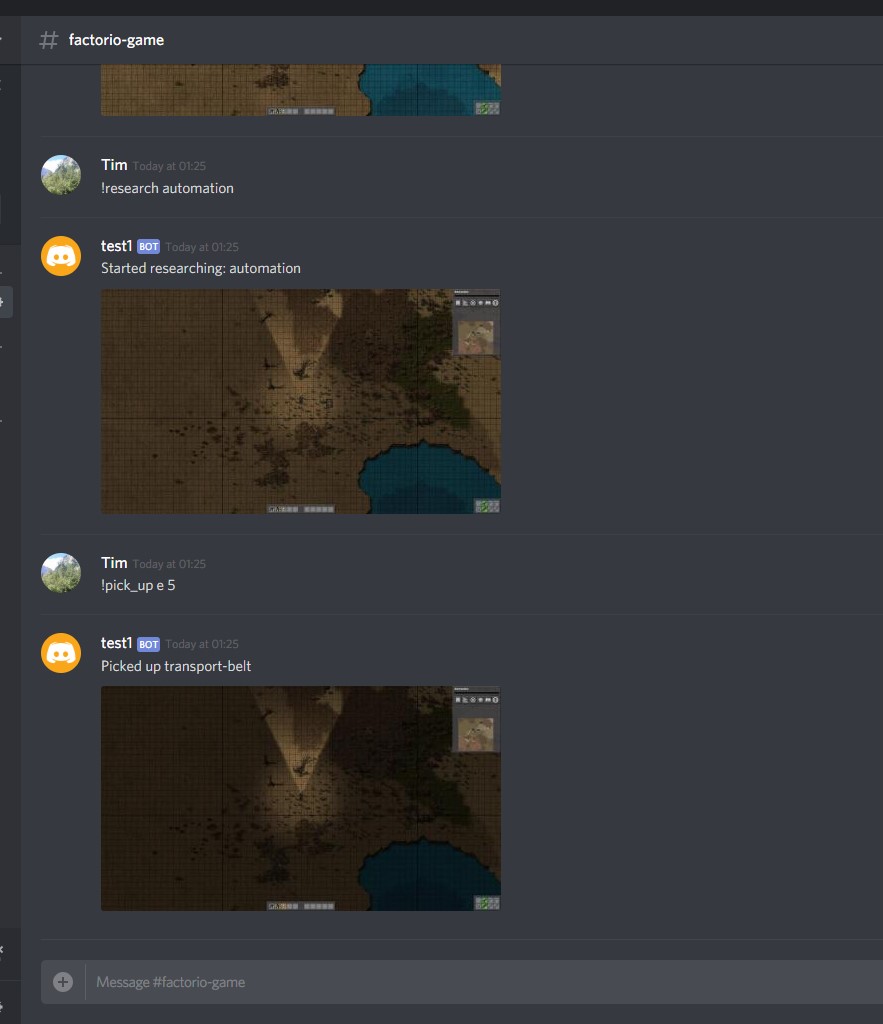 # factorio-game
Tim Today at 01:25
!research automation
test1 BOT Today at 01:25
Started researching: automation
Tim Today at 01:25
!pick_up e 5
test1 BOT Today at 01:25
Picked up transport-belt
Message #factorio-game